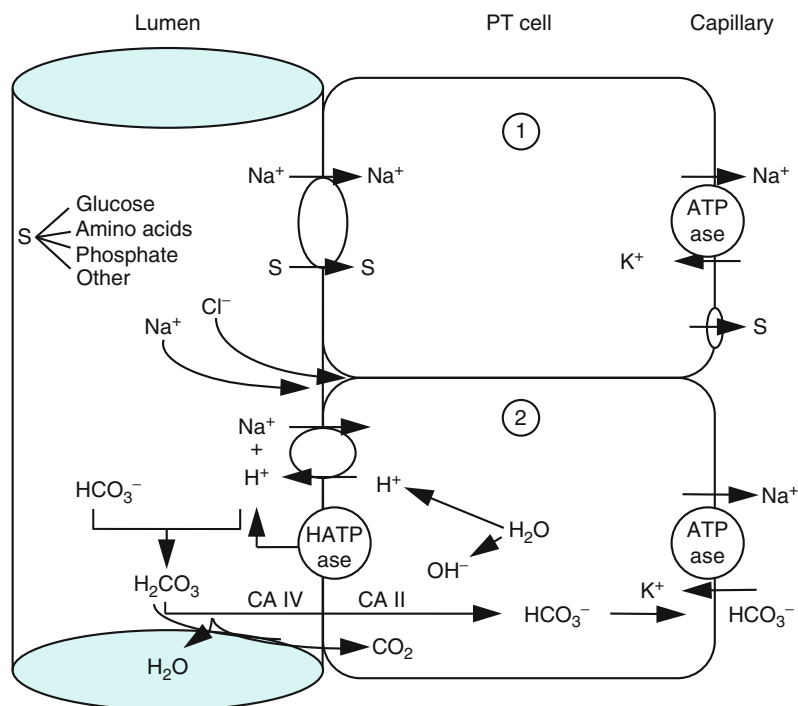 Lumen PT cell Capillary
1
Na⁺ Na⁺ Na⁺
Glucose
Amino acids
S
Phosphate
Other
ATP
ase
S S K⁺
Cl⁻
Na⁺
S
2
Na⁺
+
H⁺
HCO₃⁻
H⁺
Na⁺
H₂O
HATP
ase
OH⁻
ATP
ase
H₂CO₃
CA IV CA II
K⁺
HCO₃⁻ HCO₃⁻
H₂O
CO₂